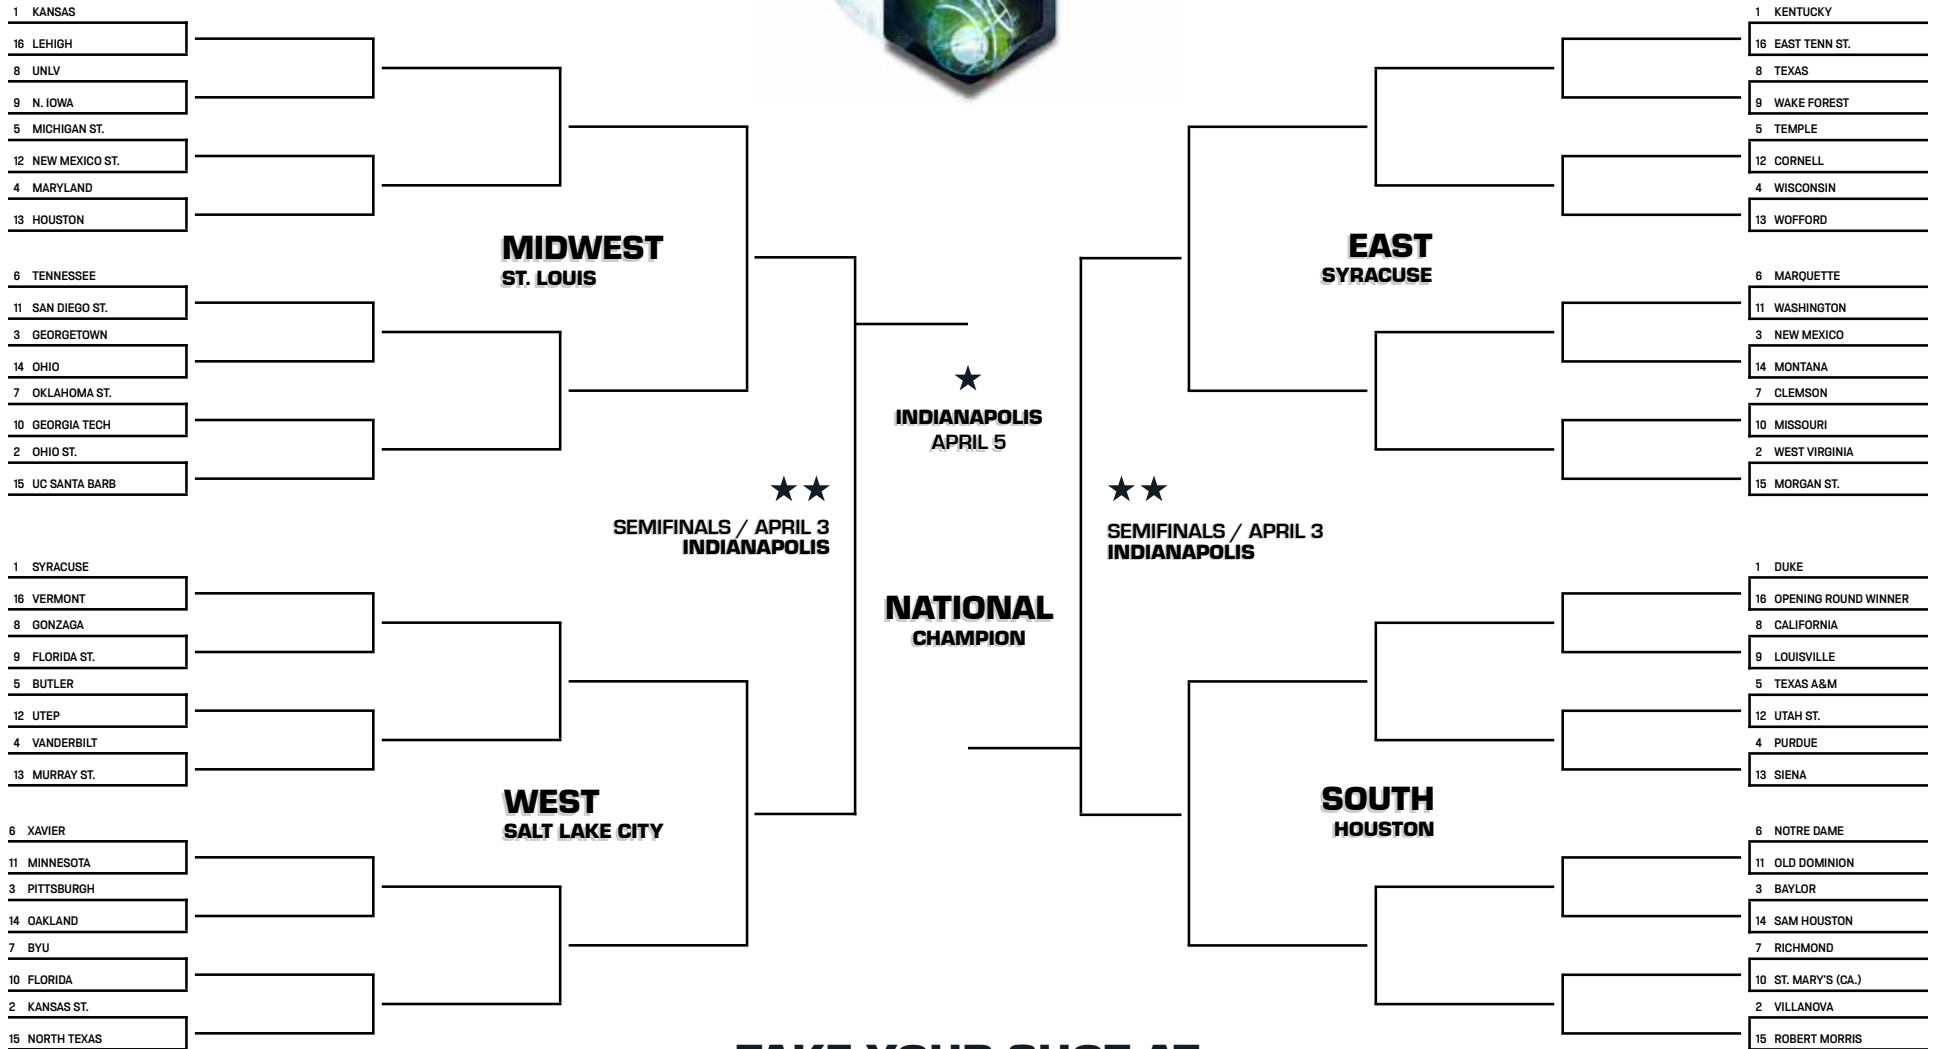 1 KANSAS
16 LEHIGH
8 UNLV
9 N. IOWA
5 MICHIGAN ST.
12 NEW MEXICO ST.
4 MARYLAND
13 HOUSTON
6 TENNESSEE
11 SAN DIEGO ST.
3 GEORGETOWN
14 OHIO
7 OKLAHOMA ST.
10 GEORGIA TECH
2 OHIO ST.
15 UC SANTA BARB
MIDWEST
ST. LOUIS
1 SYRACUSE
16 VERMONT
8 GONZAGA
9 FLORIDA ST.
5 BUTLER
12 UTEP
4 VANDERBILT
13 MURRAY ST.
6 XAVIER
11 MINNESOTA
3 PITTSBURGH
14 OAKLAND
7 BYU
10 FLORIDA
2 KANSAS ST.
15 NORTH TEXAS
WEST
SALT LAKE CITY
SEMIFINALS / APRIL 3
INDIANAPOLIS
INDIANAPOLIS
APRIL 5
NATIONAL
CHAMPION
SEMIFINALS / APRIL 3
INDIANAPOLIS
EAST
SYRACUSE
1 KENTUCKY
16 EAST TENN ST.
8 TEXAS
9 WAKE FOREST
5 TEMPLE
12 CORNELL
4 WISCONSIN
13 WOFFORD
6 MARQUETTE
11 WASHINGTON
3 NEW MEXICO
14 MONTANA
7 CLEMSON
10 MISSOURI
2 WEST VIRGINIA
15 MORGAN ST.
SOUTH
HOUSTON
1 DUKE
16 OPENING ROUND WINNER
8 CALIFORNIA
9 LOUISVILLE
5 TEXAS A&M
12 UTAH ST.
4 PURDUE
13 SIENA
6 NOTRE DAME
11 OLD DOMINION
3 BAYLOR
14 SAM HOUSTON
7 RICHMOND
10 ST. MARY'S (CA.)
2 VILLANOVA
15 ROBERT MORRIS
TAKE YOUR SHOT AT